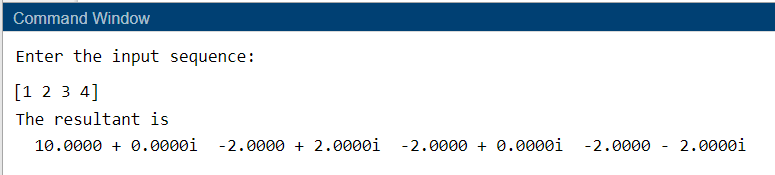 Command Window
Enter the input sequence:
[1 2 3 4]
The resultant is
10.0000 + 0.0000i  -2.0000 + 2.0000i  -2.0000 + 0.0000i  -2.0000 - 2.0000i